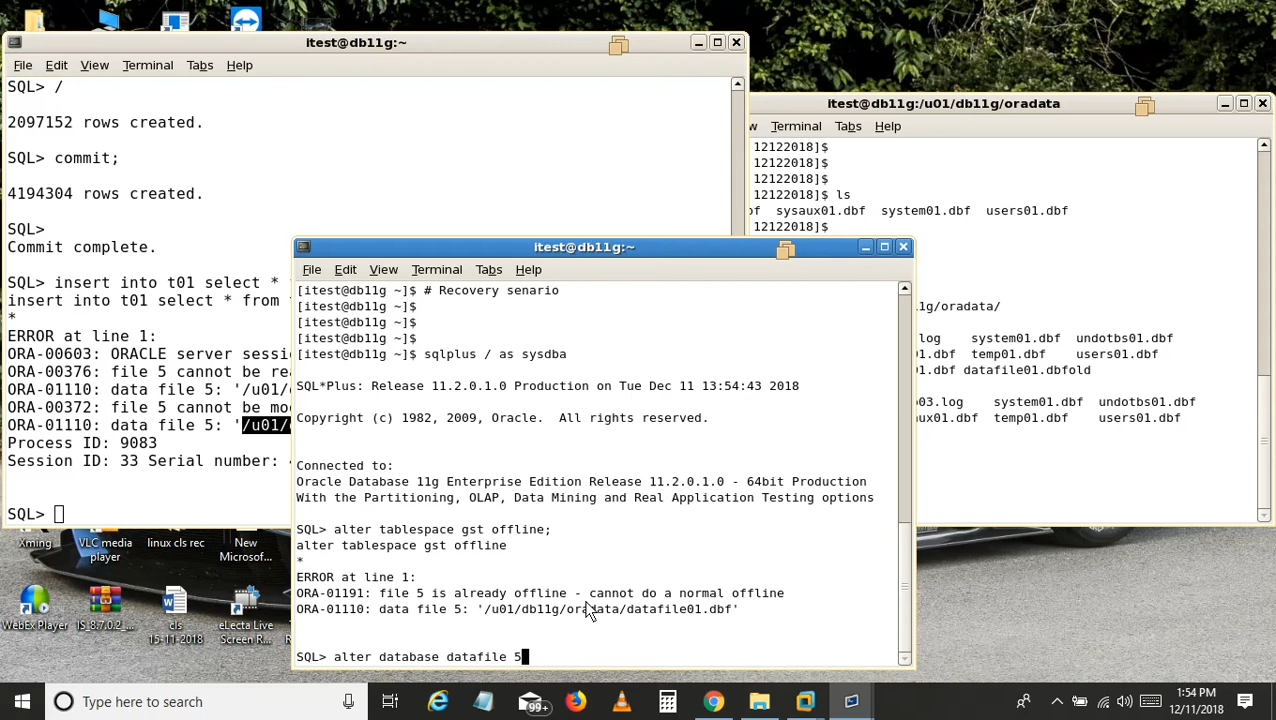 itest@db11g:~
File Edit View Terminal Tabs Help
SQL> /
2097152 rows created.
SQL> commit;
4194304 rows created.
SQL>
Commit complete.
SQL> insert into t01 select *
insert into t01 select * from
*
ERROR at line 1:
ORA-00603: ORACLE server sessi
ORA-00376: file 5 cannot be rea
ORA-01110: data file 5: '/u01/
ORA-00372: file 5 cannot be mo
ORA-01110: data file 5: '/u01/
Process ID: 9083
Session ID: 33 Serial number:
SQL>
itest@db11g:/u01/db11g/oradata
w Terminal Tabs Help
12122018]$
12122018]$
12122018]$
12122018]$ ls
bf sysaux01.dbf system01.dbf users01.dbf
12122018]$
1g/oradata/
.log system01.dbf undotbs01.dbf
1.dbf temp01.dbf users01.dbf
01.dbf datafile01.dbfold
03.log system01.dbf undotbs01.dbf
aux01.dbf temp01.dbf users01.dbf
itest@db11g:~
File Edit View Terminal Tabs Help
[itest@db11g ~]$ # Recovery senario
[itest@db11g ~]$
[itest@db11g ~]$
[itest@db11g ~]$
[itest@db11g ~]$ sqlplus / as sysdba
SQL*Plus: Release 11.2.0.1.0 Production on Tue Dec 11 13:54:43 2018
Copyright (c) 1982, 2009, Oracle. All rights reserved.
Connected to:
Oracle Database 11g Enterprise Edition Release 11.2.0.1.0 - 64bit Production
With the Partitioning, OLAP, Data Mining and Real Application Testing options
SQL> alter tablespace gst offline;
alter tablespace gst offline
*
ERROR at line 1:
ORA-01191: file 5 is already offline - cannot do a normal offline
ORA-01110: data file 5: '/u01/db11g/oradata/datafile01.dbf'
SQL> alter database datafile 5
Xming
VLC media player
linux cls rec
New Microsof...
WebEx Player
IS_8.7.0.2_...
cls 15-11-2018
eLecta Live Screen R...
Type here to search
99+
1:54 PM
12/11/2018